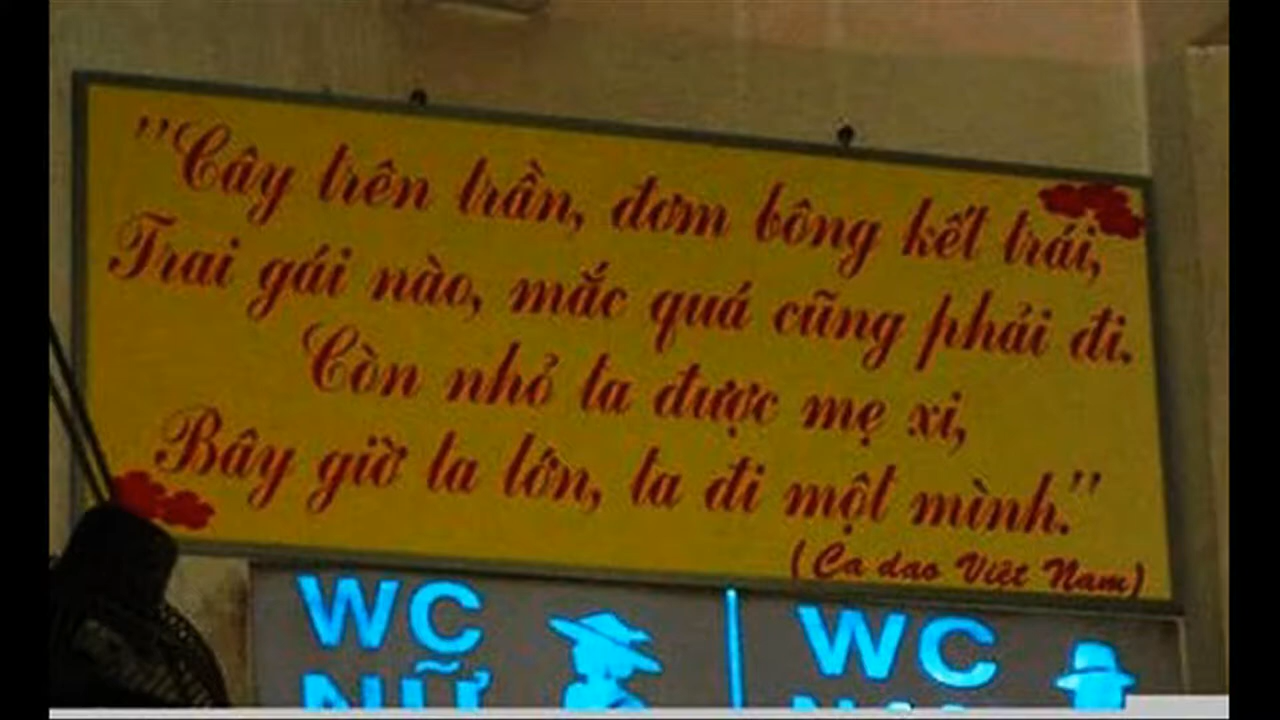 "Cây trên trần, đơm bông kết trái,
Trai gái nào, mắc quá cũng phải đi.
Còn nhỏ ta được mẹ xi,
Bây giờ ta lớn, ta đi một mình."
(Ca dao Việt Nam)
WC
NỮ
WC